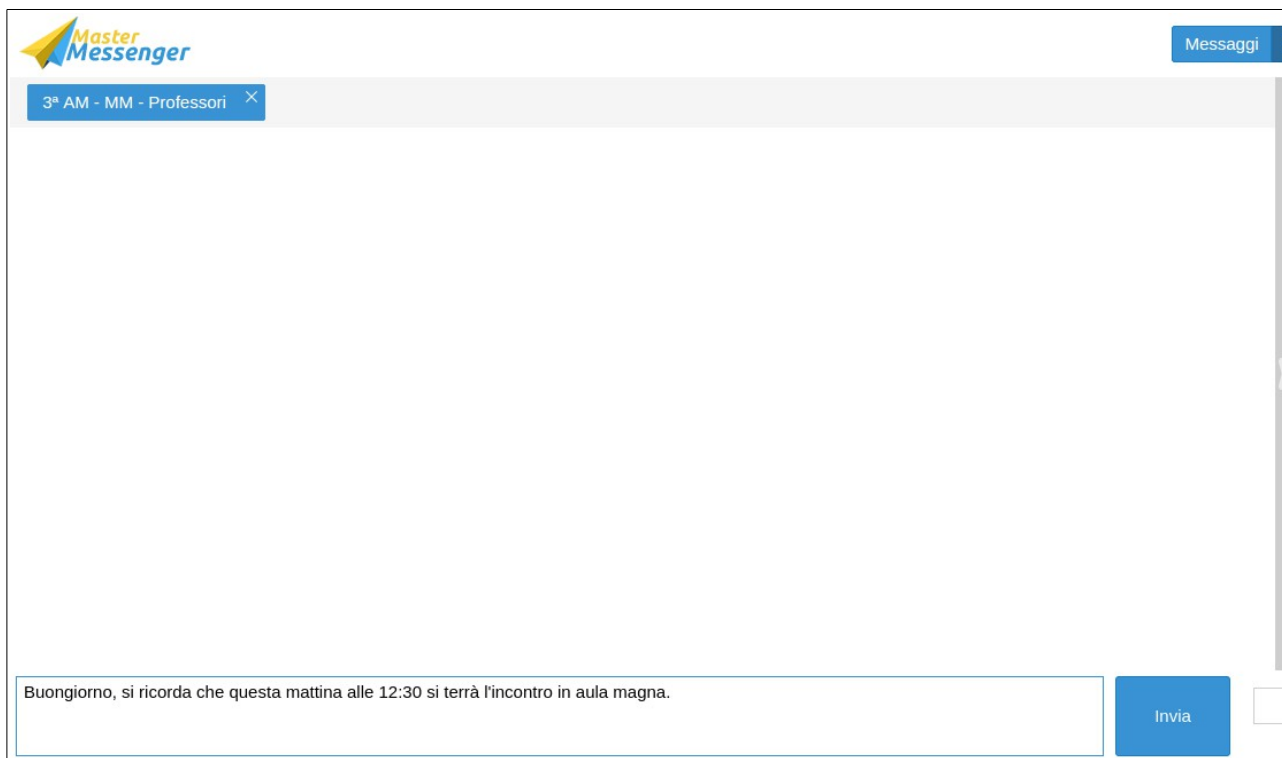 Master
Messenger
Messaggi
3ª AM - MM - Professori
Buongiorno, si ricorda che questa mattina alle 12:30 si terrà l'incontro in aula magna.
Invia